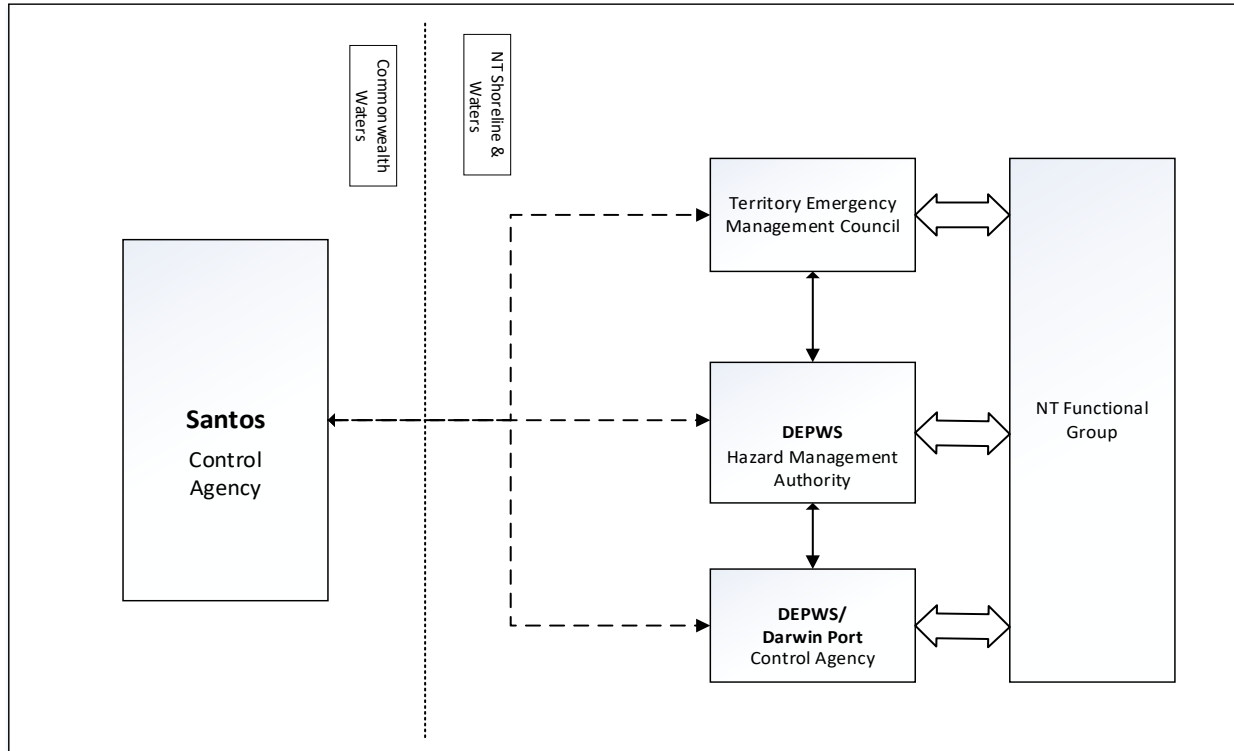 Commonwealth
Waters
NT Shoreline &
Waters
Santos
Control
Agency
Territory Emergency
Management Council
DEPWS
Hazard Management
Authority
DEPWS/
Darwin Port
Control Agency
NT Functional
Group